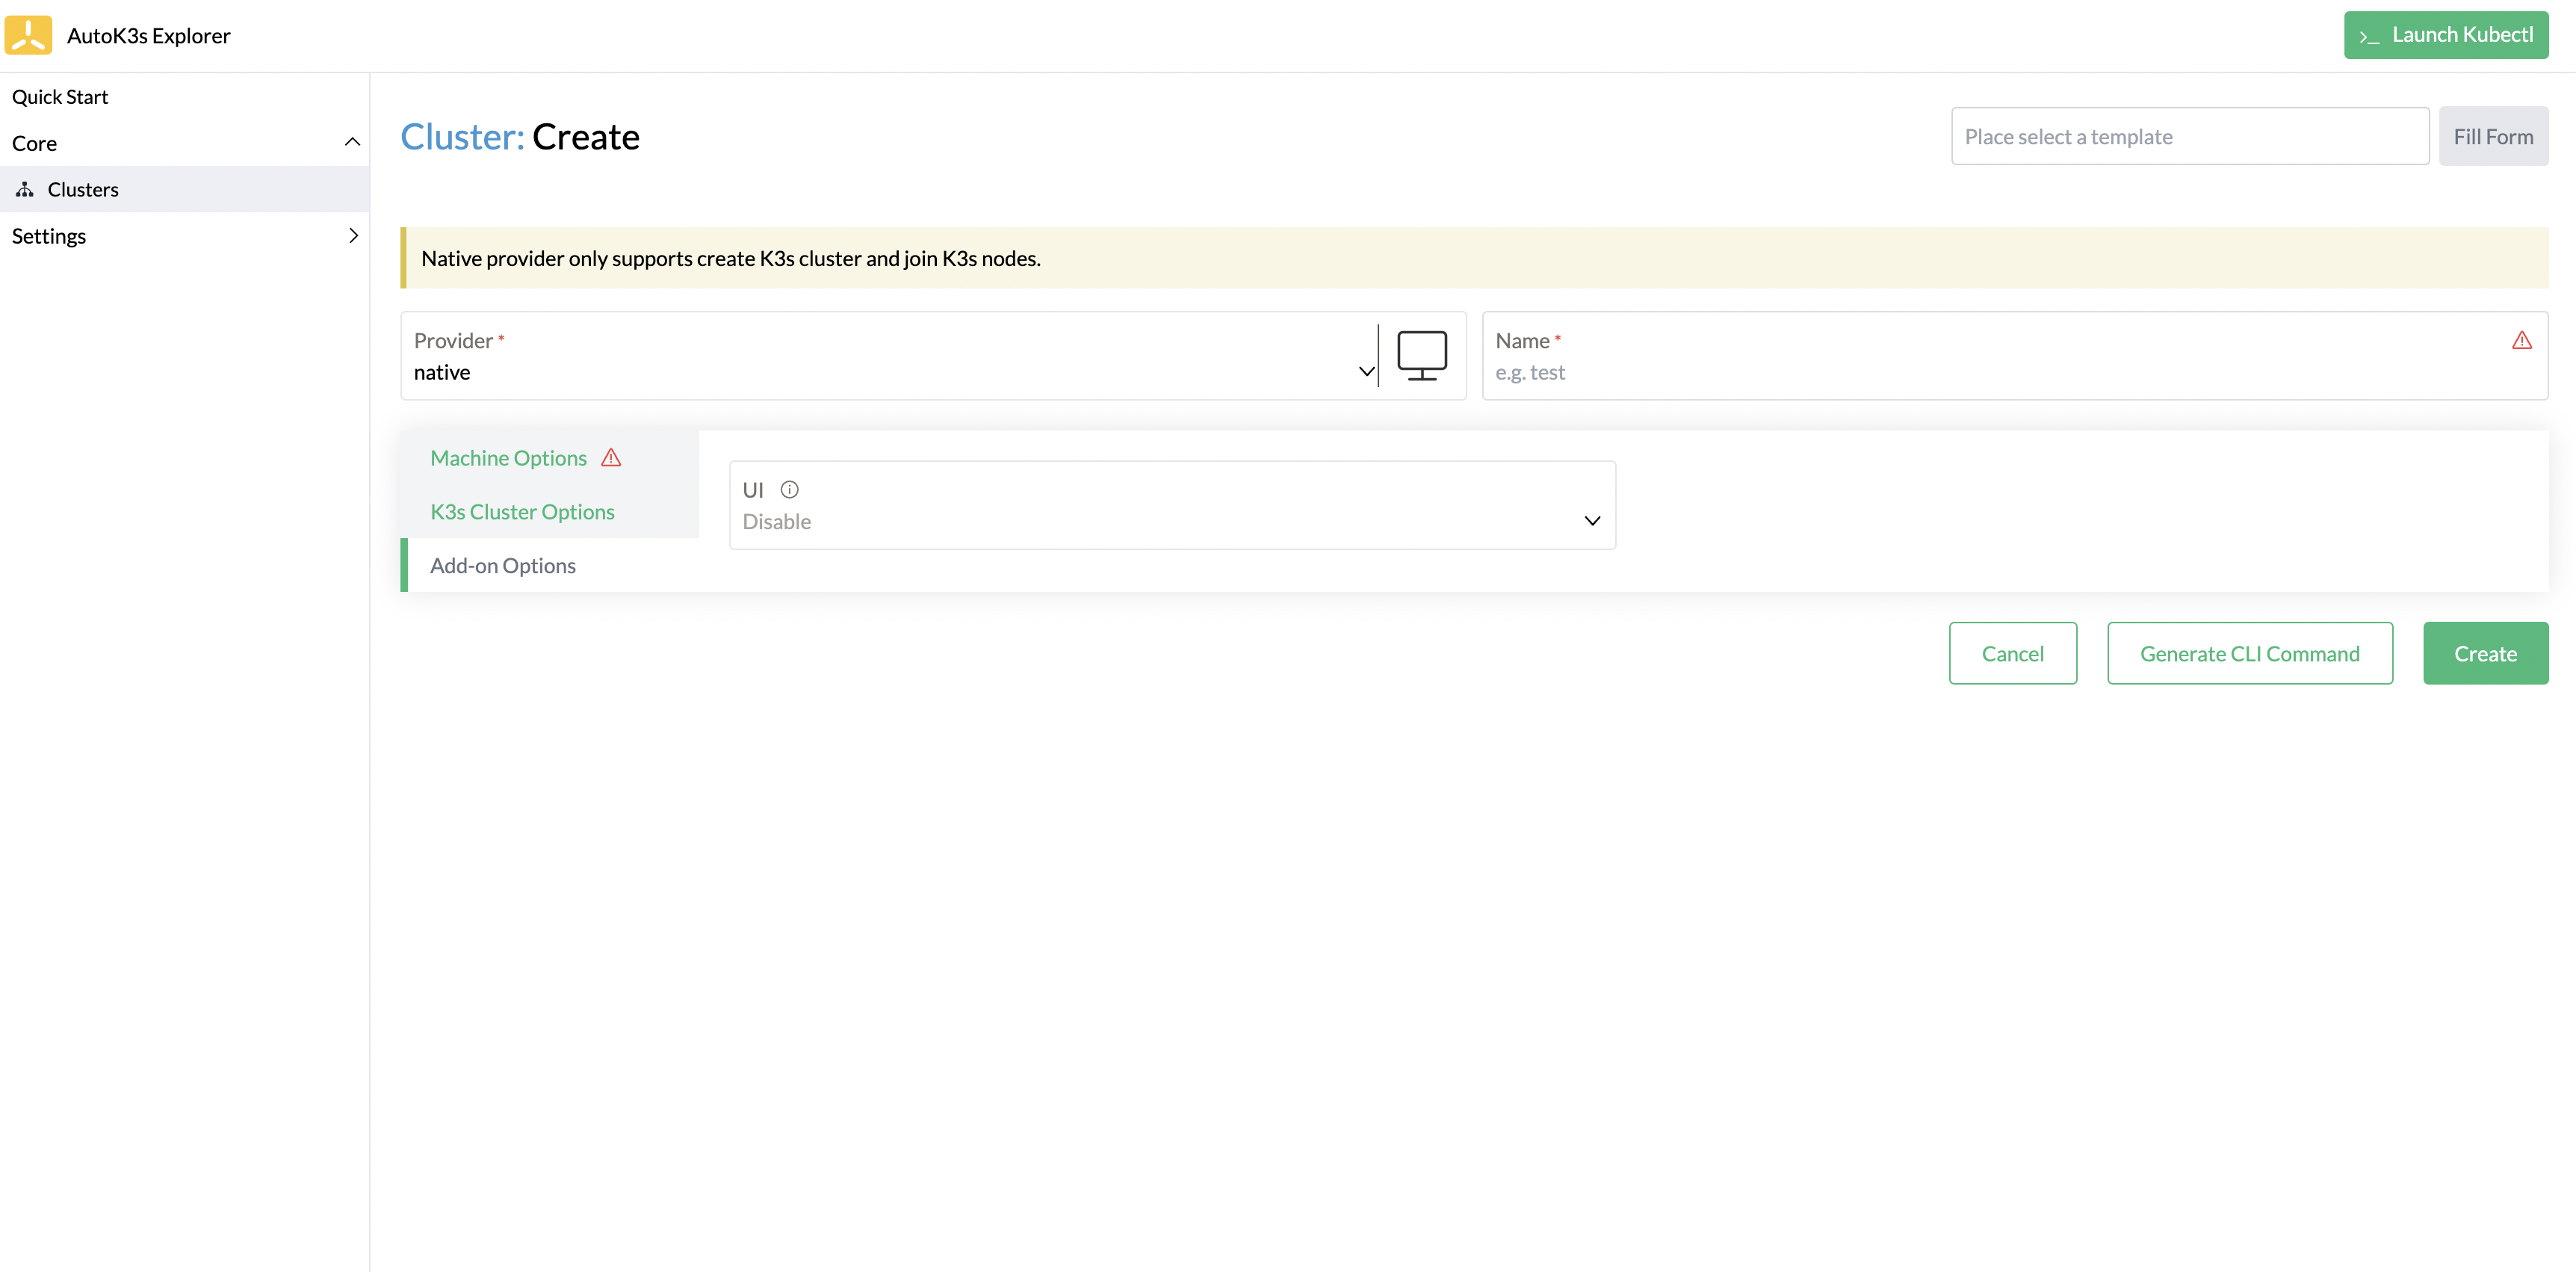 AutoK3s Explorer
>_ Launch Kubectl
Quick Start
Core
Clusters
Settings
Cluster: Create
Place select a template
Fill Form
Native provider only supports create K3s cluster and join K3s nodes.
Provider *
native
Name *
e.g. test
Machine Options
K3s Cluster Options
Add-on Options
UI
Disable
Cancel
Generate CLI Command
Create